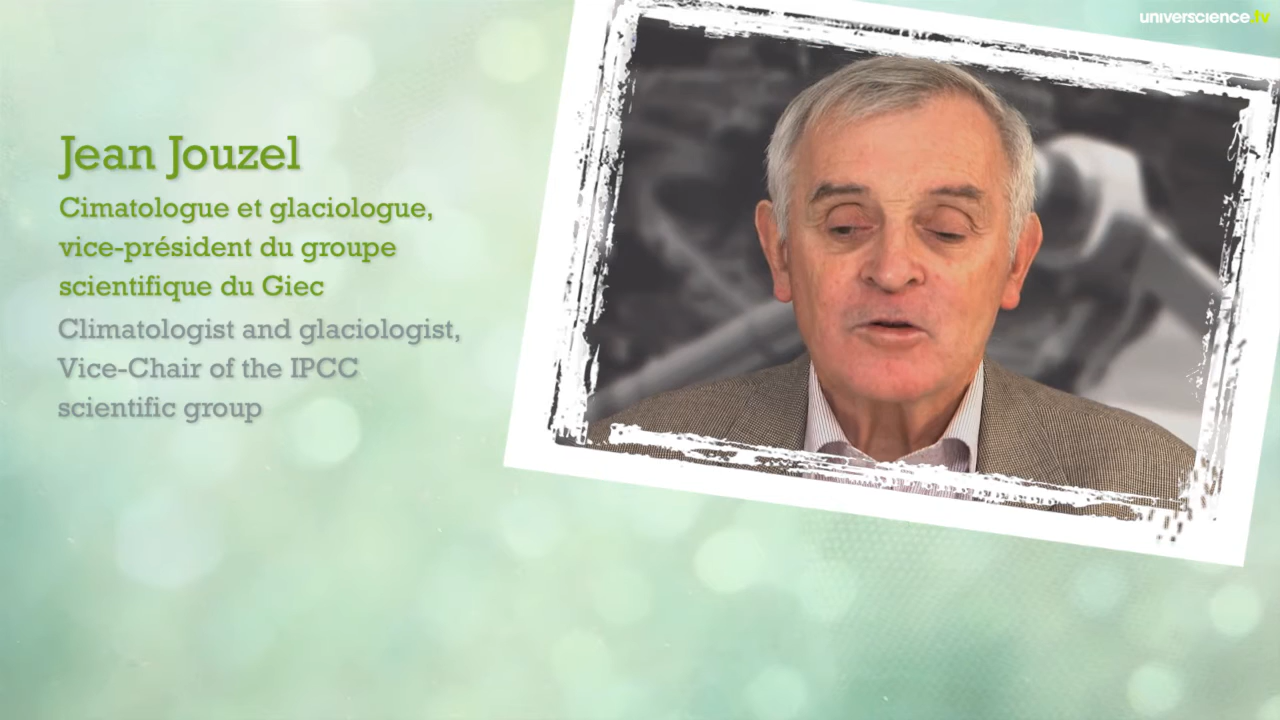 universcience.tv
Jean Jouzel
Cimatologue et glaciologue,
vice-président du groupe
scientifique du Giec
Climatologist and glaciologist,
Vice-Chair of the IPCC
scientific group